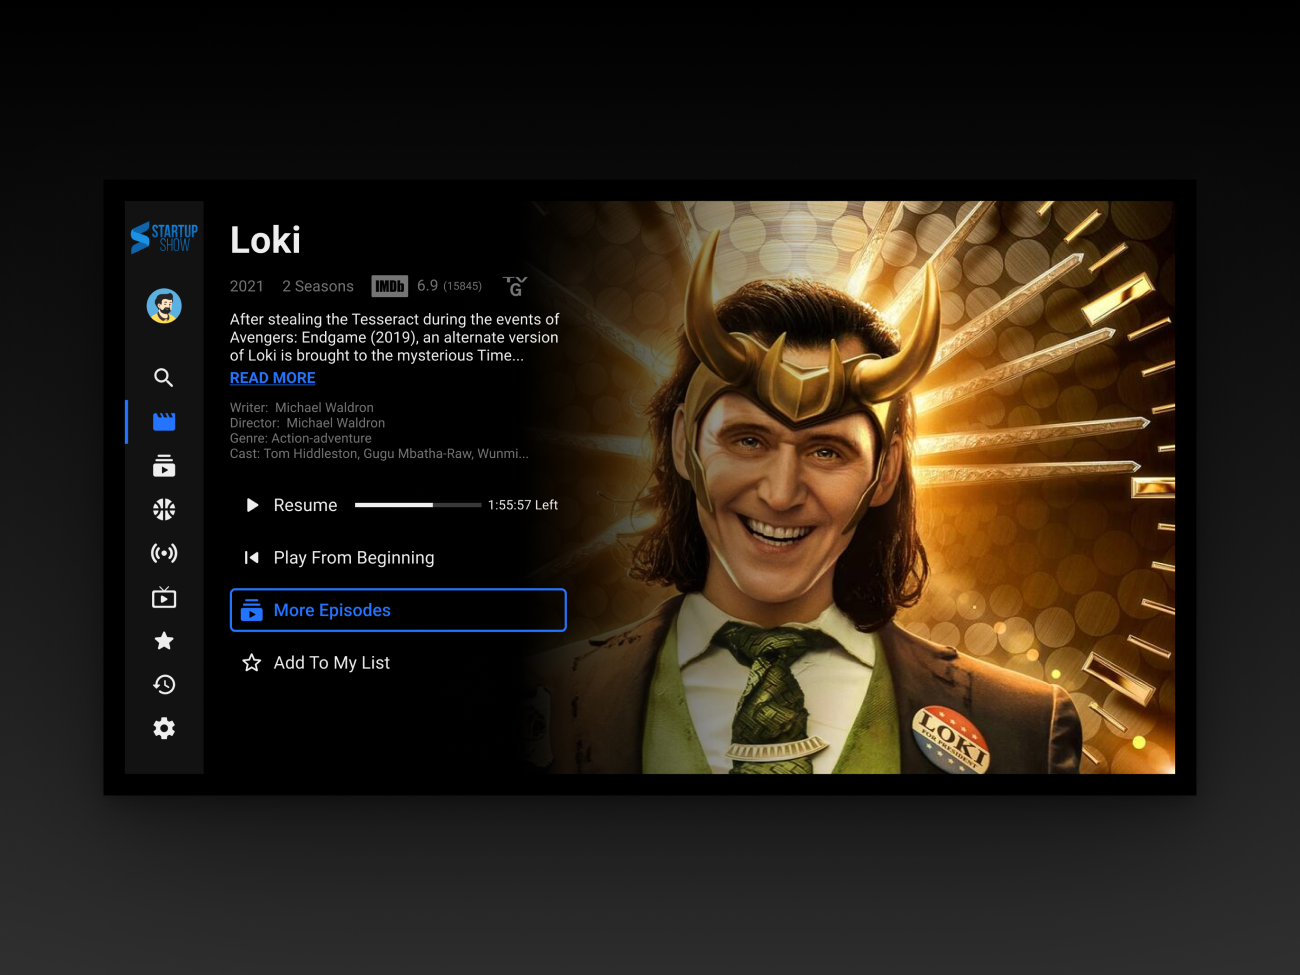 STARTUP
SHOW
Loki
2021 2 Seasons IMDb 6.9 (15845) TV
G
After stealing the Tesseract during the events of
Avengers: Endgame (2019), an alternate version
of Loki is brought to the mysterious Time...
READ MORE
Writer: Michael Waldron
Director: Michael Waldron
Genre: Action-adventure
Cast: Tom Hiddleston, Gugu Mbatha-Raw, Wunmi...
Resume 1:55:57 Left
Play From Beginning
More Episodes
Add To My List
LOKI
FOR PRESIDENT